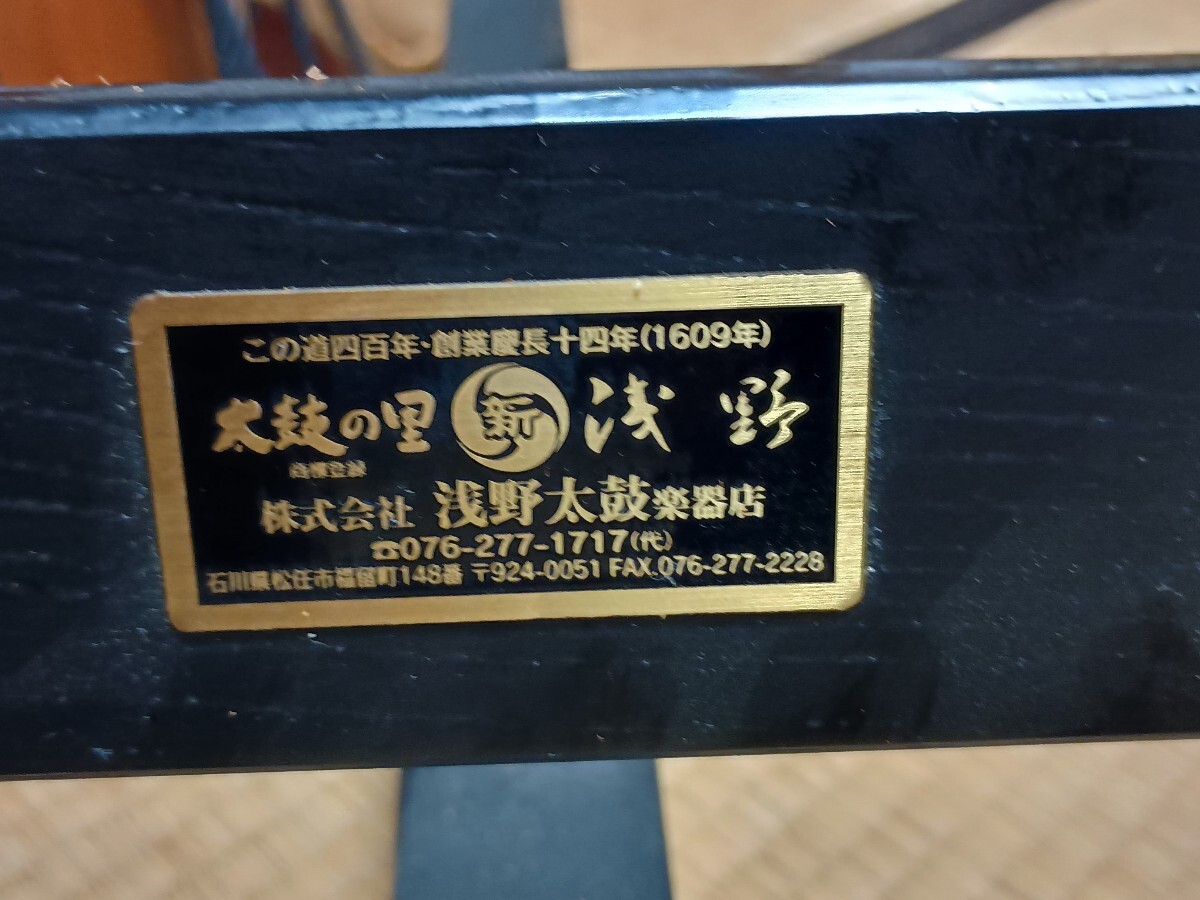 この道四百年・創業慶長十四年(1609年)
太鼓の里 新 浅野
商標登録
株式会社 浅野太鼓楽器店
☎076-277-1717(代)
石川県松任市福留町148番 〒924-0051 FAX.076-277-2228